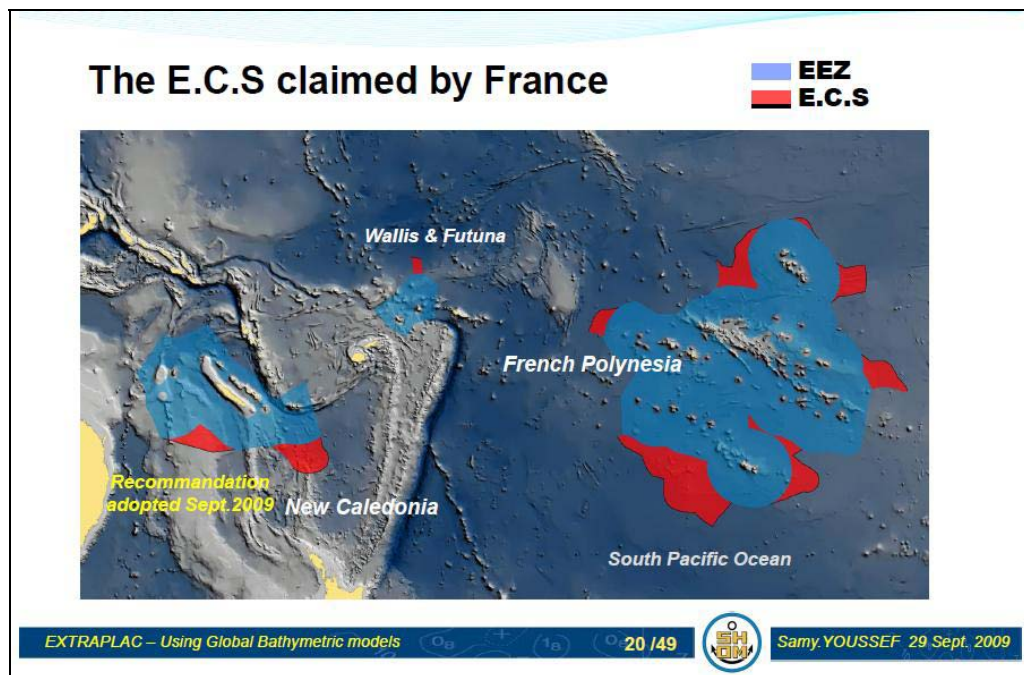 The E.C.S claimed by France
EEZ
E.C.S
Wallis & Futuna
French Polynesia
Recommandation
adopted Sept.2009
New Caledonia
South Pacific Ocean
EXTRAPLAC – Using Global Bathymetric models
20 /49
SH
OM
Samy.YOUSSEF 29 Sept. 2009